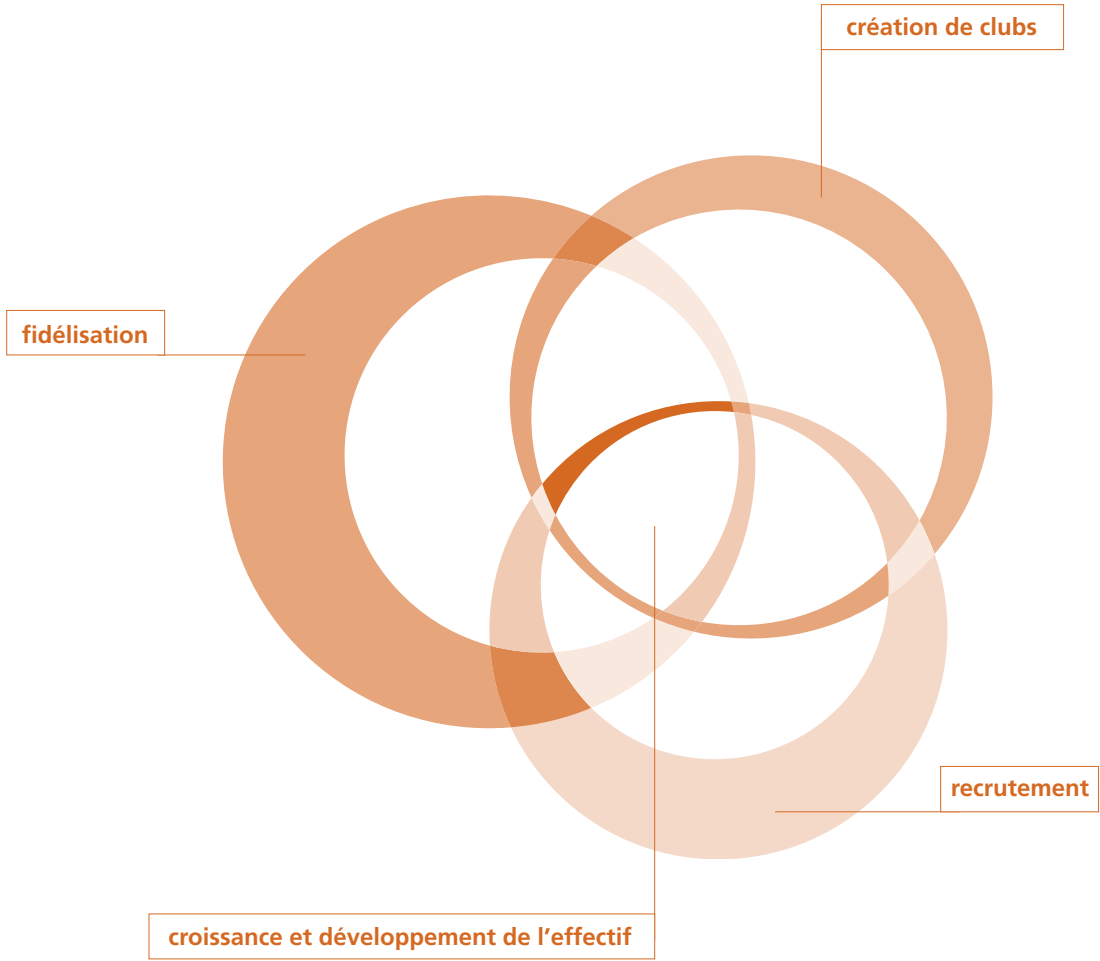 création de clubs
fidélisation
recrutement
croissance et développement de l'effectif